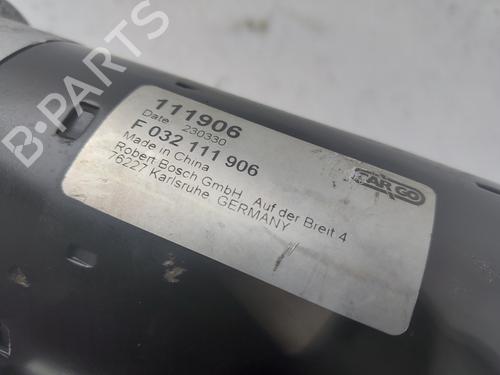 111906
Date 230330
F 032 111 906
Made in China
Robert Bosch GmbH Auf der Breit 4
76227 Karlsruhe GERMANY
CARGO
B-PARTS